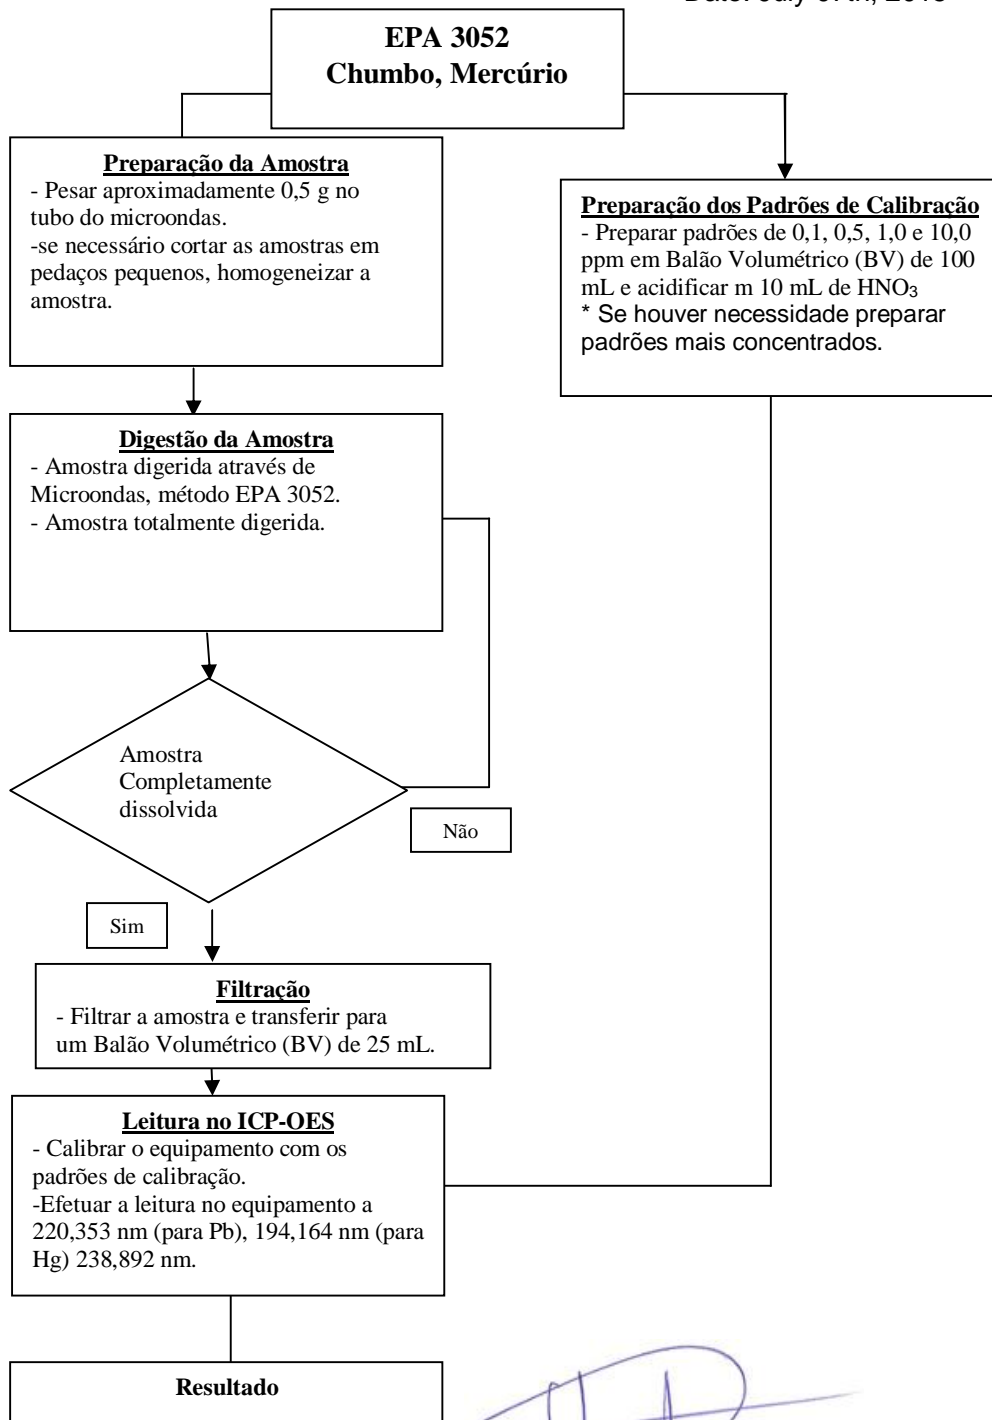 EPA 3052
Chumbo, Mercúrio
Preparação da Amostra
- Pesar aproximadamente 0,5 g no
tubo do microondas.
-se necessário cortar as amostras em
pedaços pequenos, homogeneizar a
amostra.
Preparação dos Padrões de Calibração
- Preparar padrões de 0,1, 0,5, 1,0 e 10,0
ppm em Balão Volumétrico (BV) de 100
mL e acidificar m 10 mL de HNO₃
* Se houver necessidade preparar
padrões mais concentrados.
Digestão da Amostra
- Amostra digerida através de
Microondas, método EPA 3052.
- Amostra totalmente digerida.
Amostra
Completamente
dissolvida
Não
Sim
Filtração
- Filtrar a amostra e transferir para
um Balão Volumétrico (BV) de 25 mL.
Leitura no ICP-OES
- Calibrar o equipamento com os
padrões de calibração.
-Efetuar a leitura no equipamento a
220,353 nm (para Pb), 194,164 nm (para
Hg) 238,892 nm.
Resultado